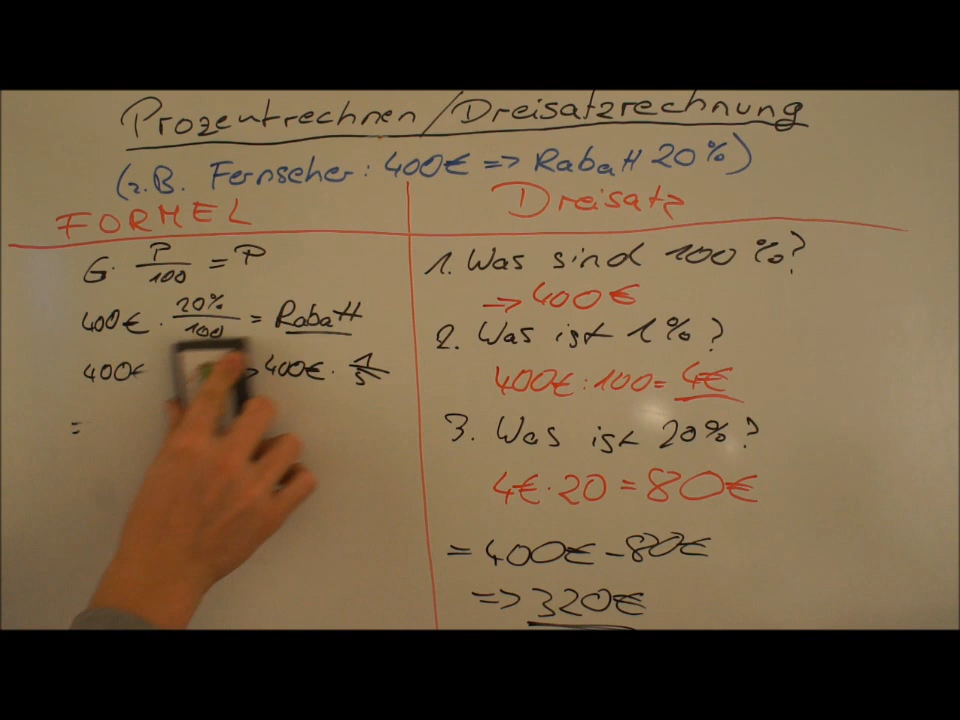 Prozentrechnen/Dreisatzrechnung
(z.B. Fernseher: 400€ => Rabatt 20%)
FORMEL
G · P/100 = P
400€ · 20%/100 = Rabatt
400€ > 400€ · 1/5
=
Dreisatz
1. Was sind 100%?
→ 400€
2. Was ist 1%?
400€ : 100 = 4€
3. Was ist 20%?
4€ · 20 = 80€
= 400€ - 80€
=> 320€